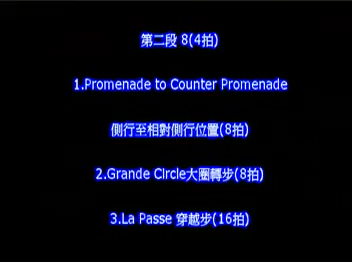 第二段 8(4拍)
1.Promenade to Counter Promenade
側行至相對側行位置(8拍)
2.Grande Circle大圈轉步(8拍)
3.La Passe 穿越步(16拍)